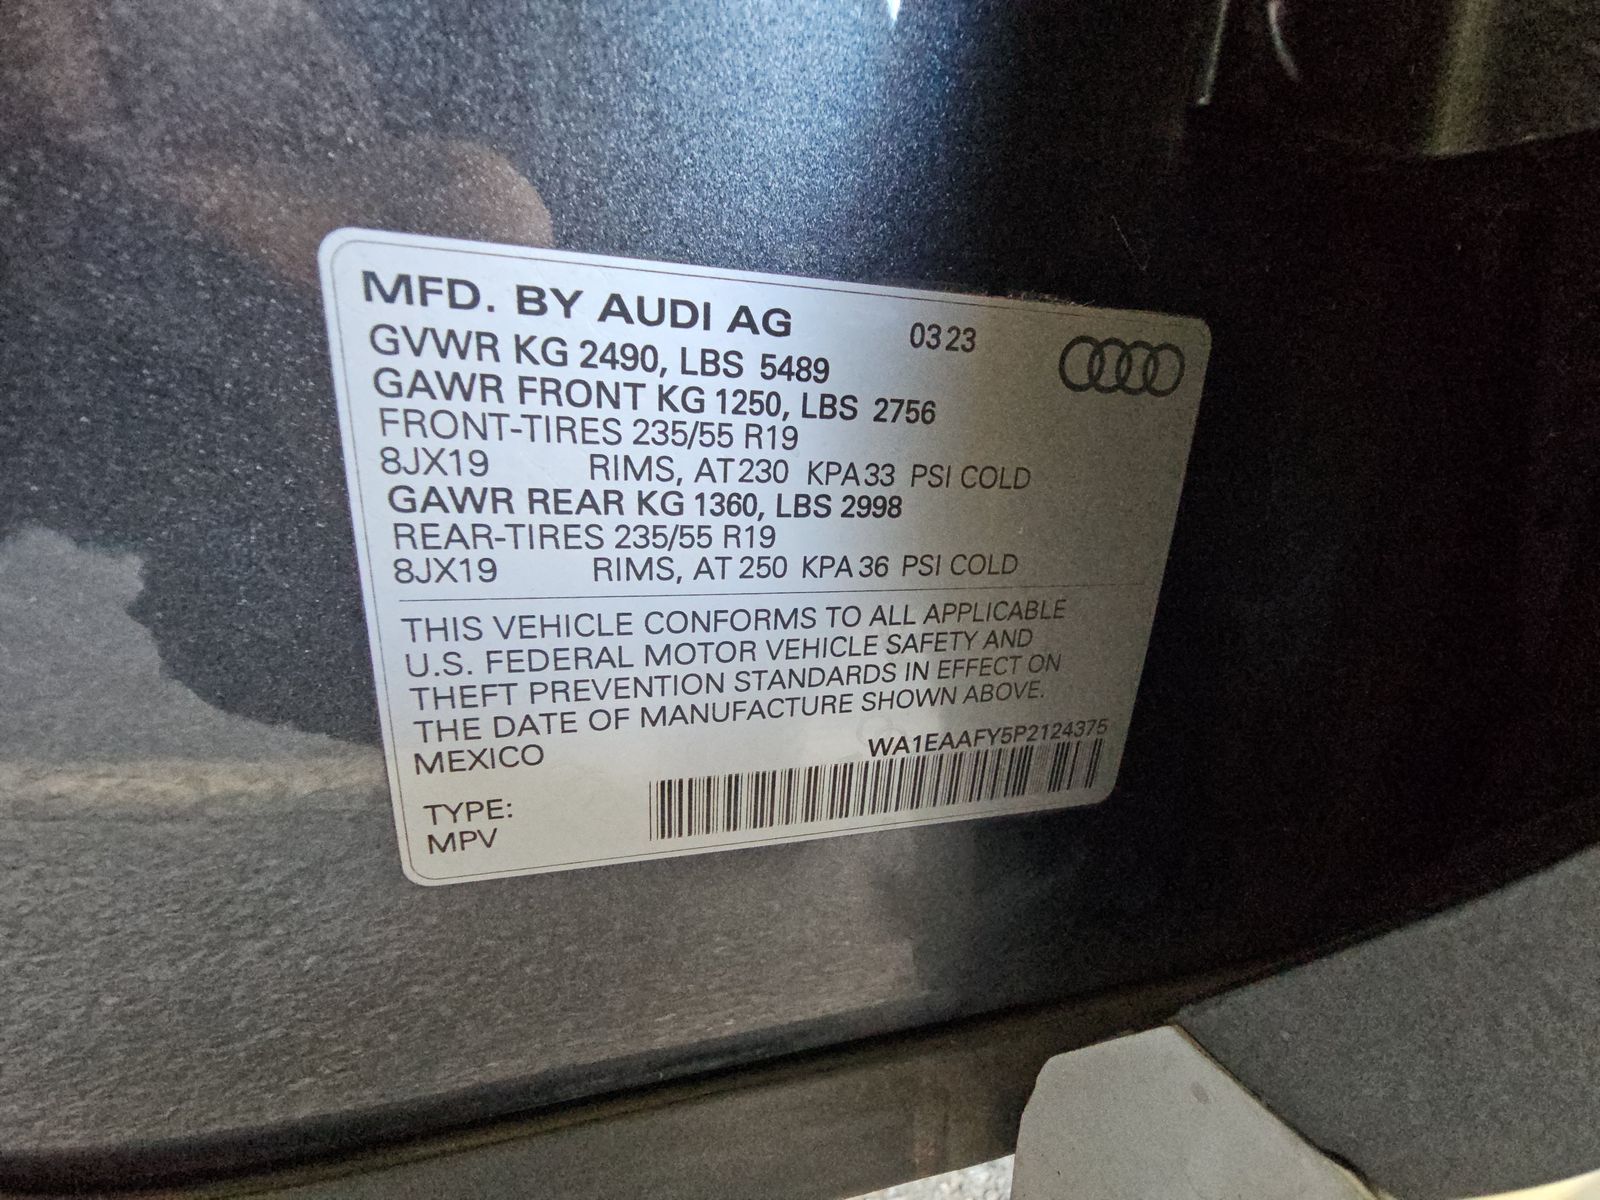 MFD. BY AUDI AG 03 23
GVWR KG 2490, LBS 5489
GAWR FRONT KG 1250, LBS 2756
FRONT-TIRES 235/55 R19
8JX19 RIMS, AT 230 KPA 33 PSI COLD
GAWR REAR KG 1360, LBS 2998
REAR-TIRES 235/55 R19
8JX19 RIMS, AT 250 KPA 36 PSI COLD
THIS VEHICLE CONFORMS TO ALL APPLICABLE
U.S. FEDERAL MOTOR VEHICLE SAFETY AND
THEFT PREVENTION STANDARDS IN EFFECT ON
THE DATE OF MANUFACTURE SHOWN ABOVE.
MEXICO WA1EAAFY5P2124375
TYPE:
MPV